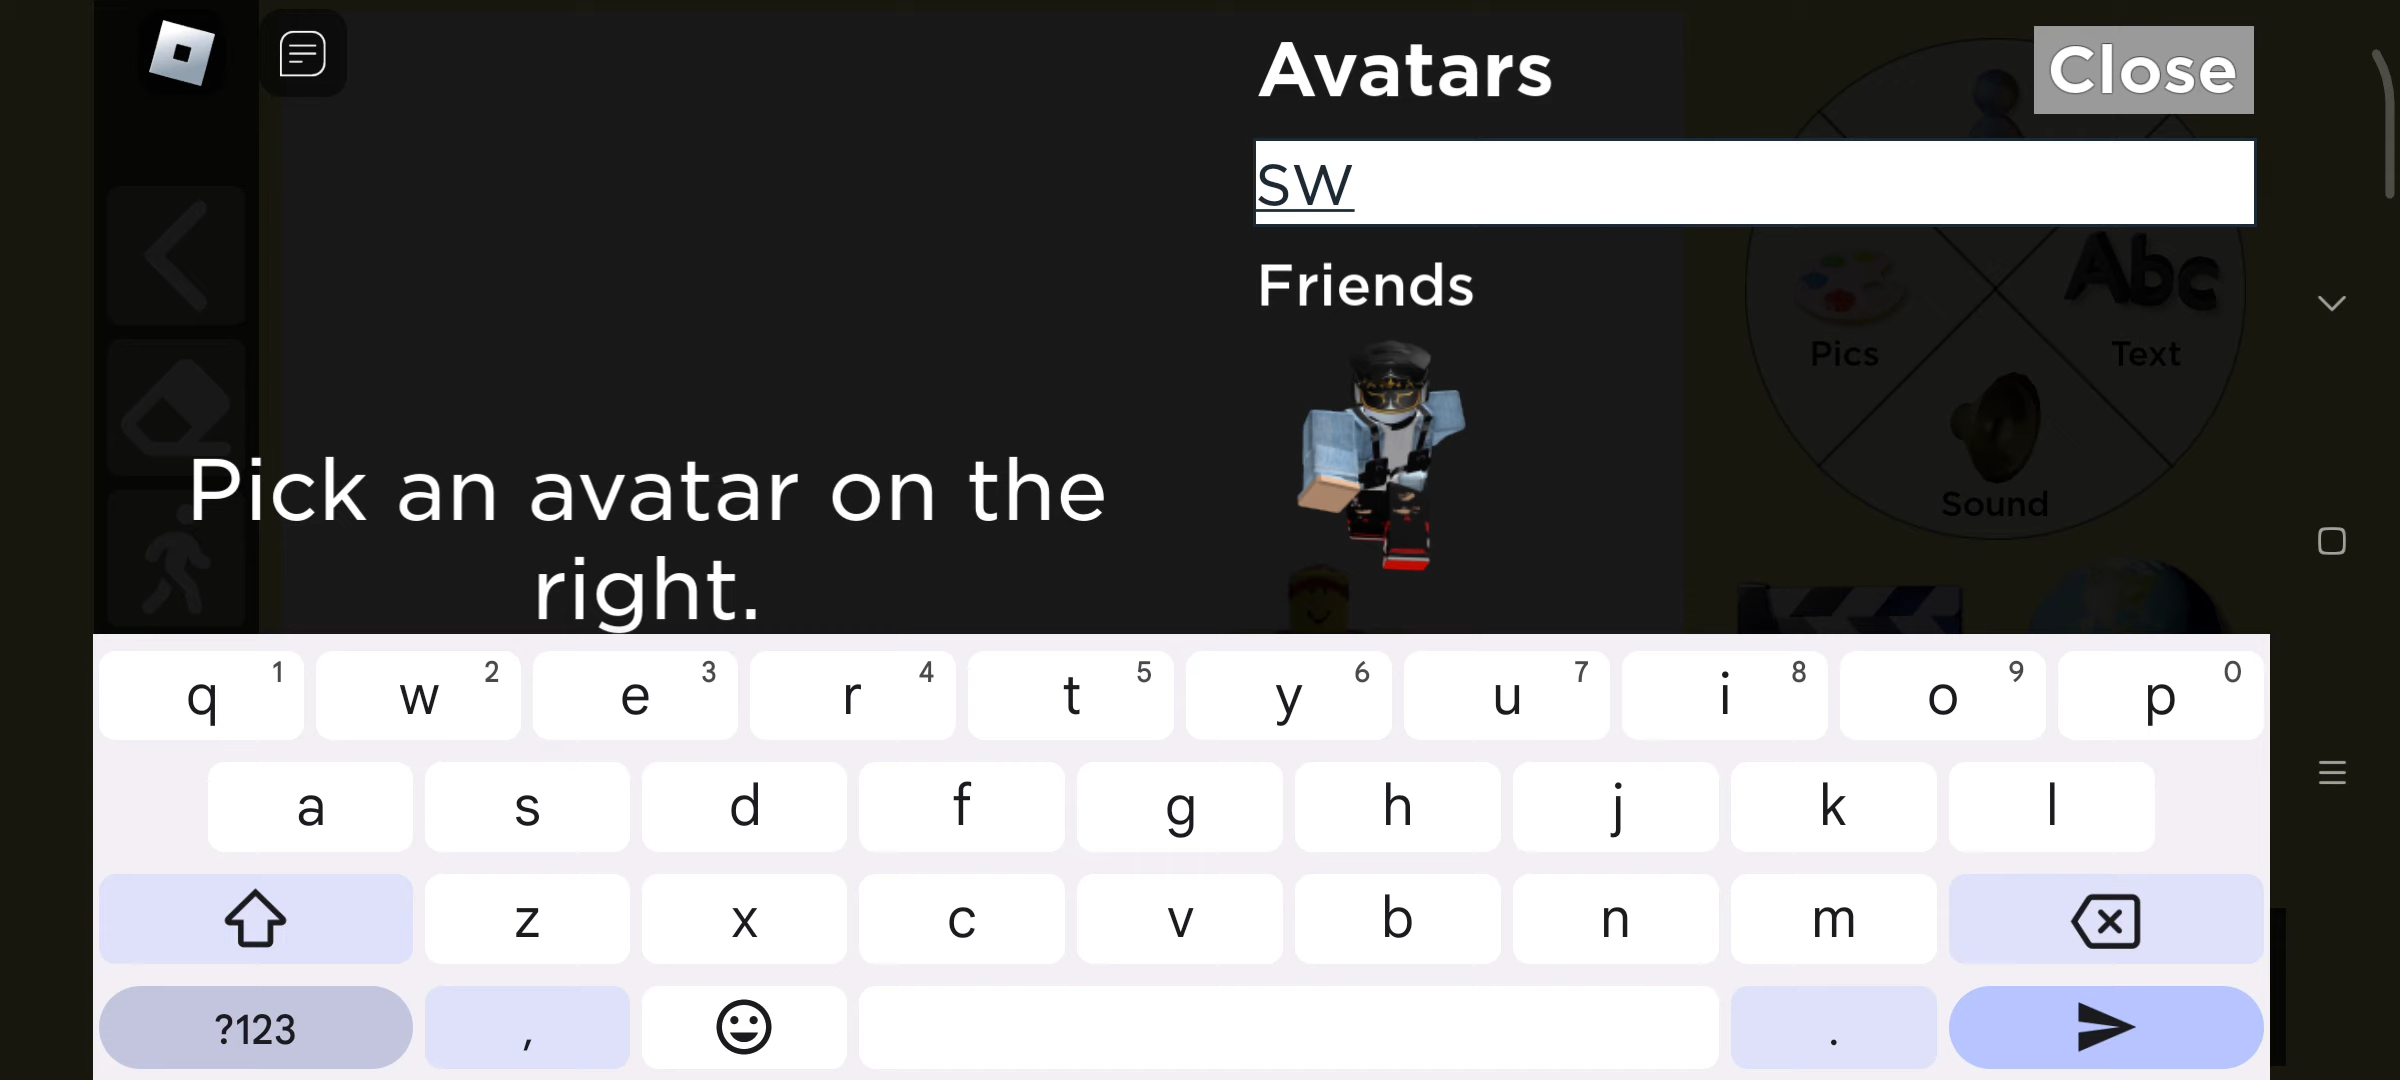 Avatars
Close
SW
Friends
Abc
Pics
Text
Sound
Pick an avatar on the
right.
q 1 w 2 e 3 r 4 t 5 y 6 u 7 i 8 o 9 p 0
a s d f g h j k l
z x c v b n m
?123 , .